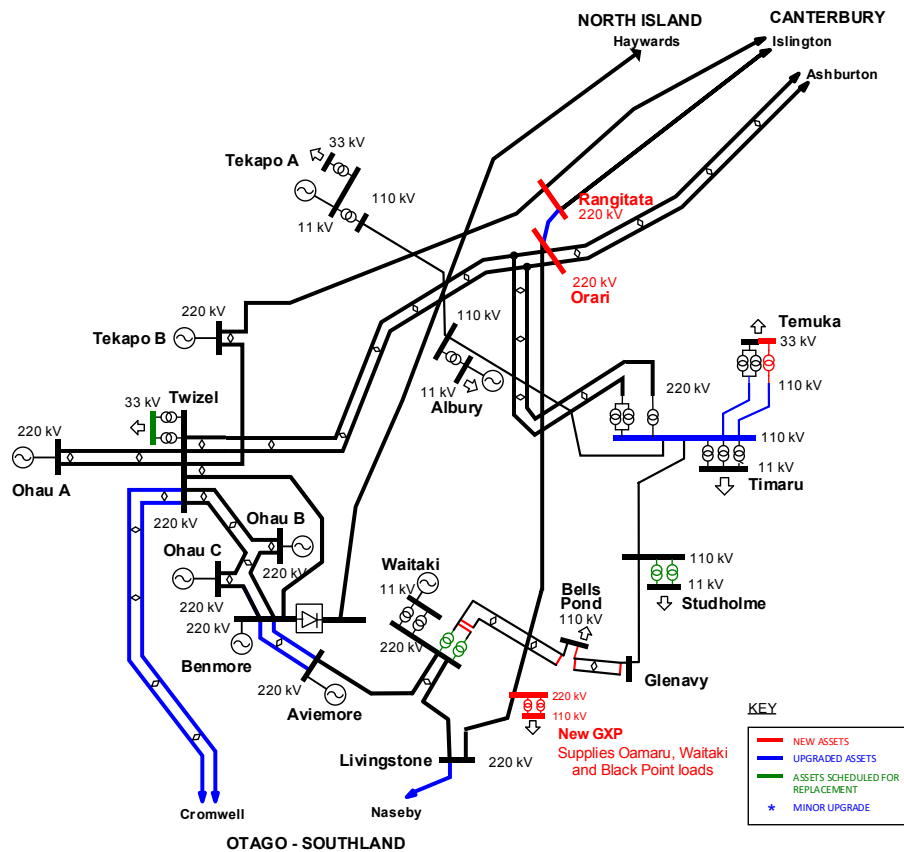 NORTH ISLAND
Haywards
CANTERBURY
Islington
Ashburton
Tekapo A
33 kV
110 kV
11 kV
Rangitata
220 kV
220 kV
Orari
220 kV
Tekapo B
110 kV
11 kV
Albury
Temuka
33 kV
220 kV
110 kV
110 kV
11 kV
Timaru
Twizel
33 kV
220 kV
Ohau A
220 kV
Ohau B
220 kV
Ohau C
220 kV
Waitaki
11 kV
220 kV
Bells
Pond
110 kV
110 kV
11 kV
Studholme
Glenavy
220 kV
Benmore
220 kV
Aviemore
220 kV
110 kV
New GXP
Supplies Oamaru, Waitaki
and Black Point loads
Livingstone
220 kV
Naseby
Cromwell
OTAGO - SOUTHLAND
KEY
NEW ASSETS
UPGRADED ASSETS
ASSETS SCHEDULED FOR
REPLACEMENT
* MINOR UPGRADE